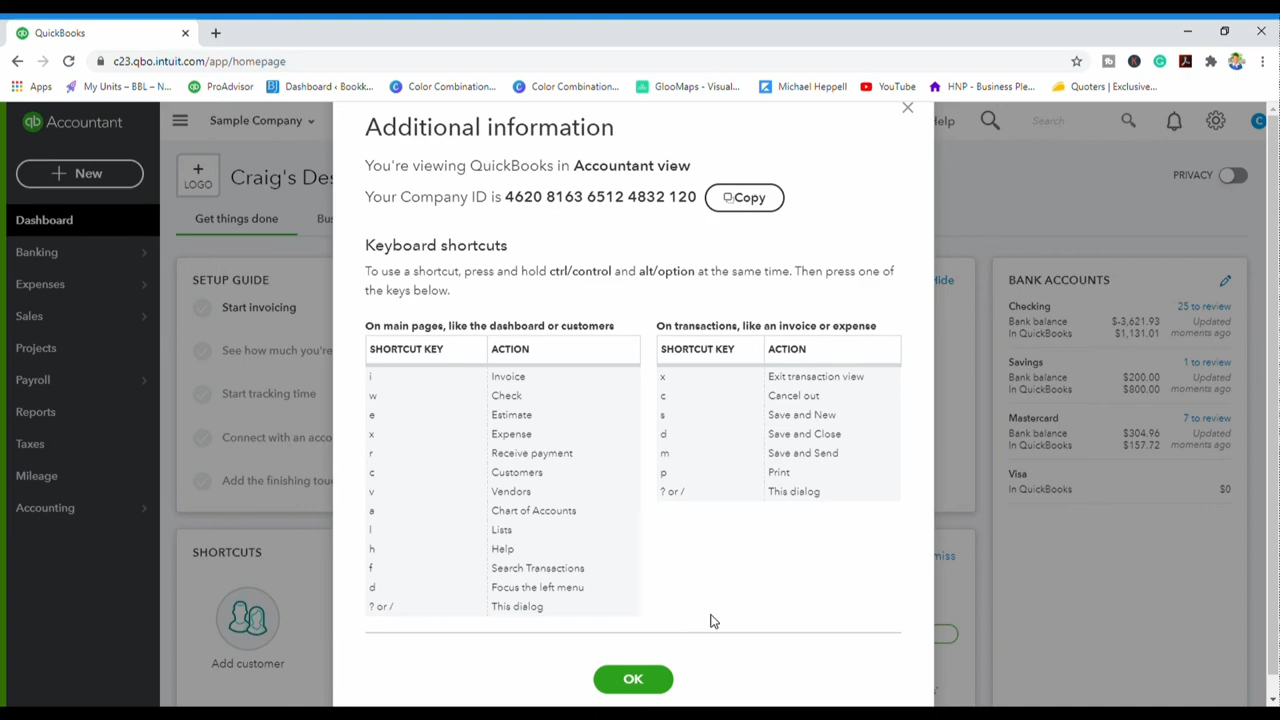 QuickBooks
c23.qbo.intuit.com/app/homepage
Apps
My Units – BBL – N...
ProAdvisor
Dashboard ‹ Bookk...
Color Combination...
Color Combination...
GlooMaps - Visual...
Michael Heppell
YouTube
HNP - Business Ple...
Quoters | Exclusive...
qb Accountant
Sample Company
elp
Search
C
+ New
+
LOGO
Craig's Des
PRIVACY
Dashboard
Banking
Expenses
Sales
Projects
Payroll
Reports
Taxes
Mileage
Accounting
Get things done
Bu
SETUP GUIDE
Hide
Start invoicing
See how much you're
Start tracking time
Connect with an acco
Add the finishing tou
SHORTCUTS
Add customer
Additional information
You're viewing QuickBooks in Accountant view
Your Company ID is 4620 8163 6512 4832 120 Copy
Keyboard shortcuts
To use a shortcut, press and hold ctrl/control and alt/option at the same time. Then press one of
the keys below.
On main pages, like the dashboard or customers
SHORTCUT KEY ACTION
i Invoice
w Check
e Estimate
x Expense
r Receive payment
c Customers
v Vendors
a Chart of Accounts
l Lists
h Help
f Search Transactions
d Focus the left menu
? or / This dialog
On transactions, like an invoice or expense
SHORTCUT KEY ACTION
x Exit transaction view
c Cancel out
s Save and New
d Save and Close
m Save and Send
p Print
? or / This dialog
OK
BANK ACCOUNTS
Checking 25 to review
Bank balance $-3,621.93 Updated
In QuickBooks $1,131.01 moments ago
Savings 1 to review
Bank balance $200.00 Updated
In QuickBooks $800.00 moments ago
Mastercard 7 to review
Bank balance $304.96 Updated
In QuickBooks $157.72 moments ago
Visa
In QuickBooks $0
miss